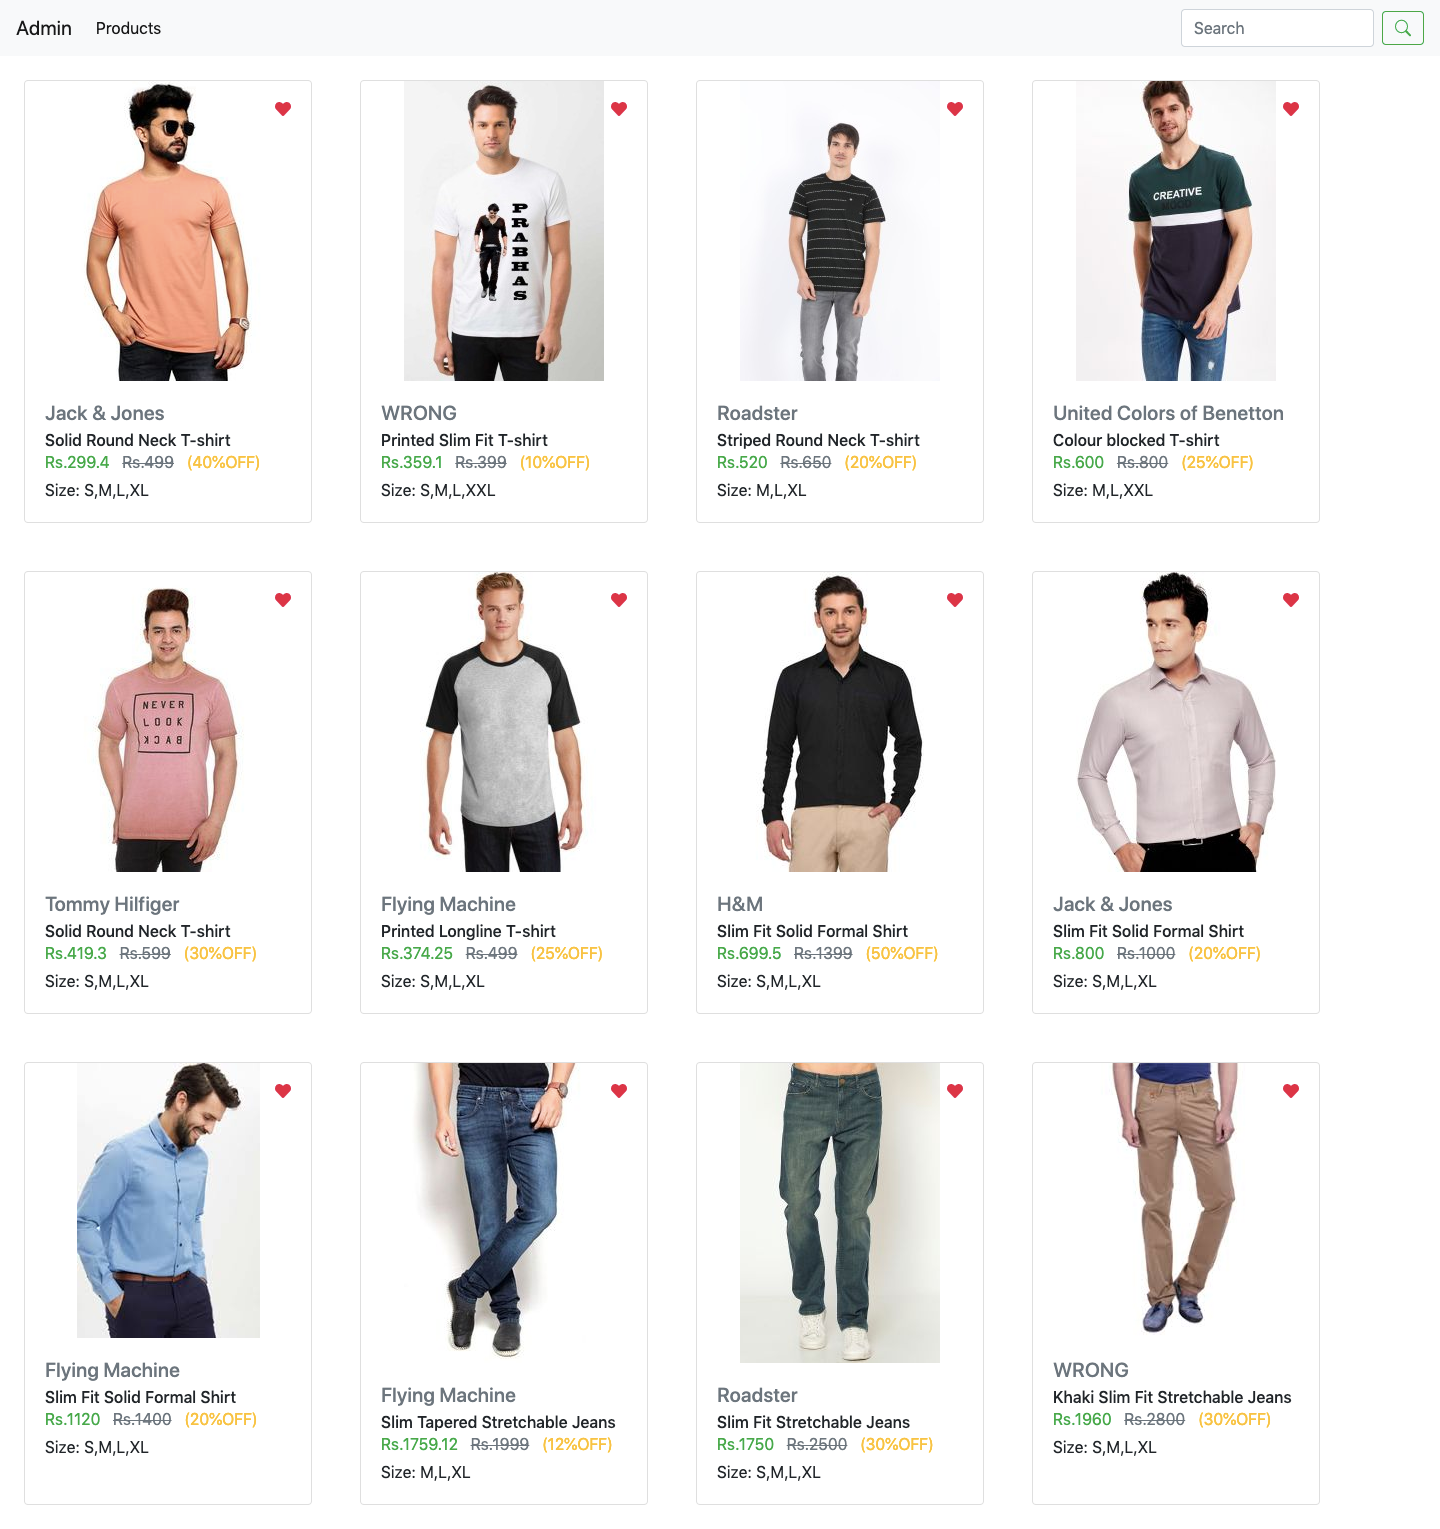 Admin Products Search
CREATIVE
PRABHAS
Jack & Jones
Solid Round Neck T-shirt
Rs.299.4 Rs.499 (40%OFF)
Size: S,M,L,XL
WRONG
Printed Slim Fit T-shirt
Rs.359.1 Rs.399 (10%OFF)
Size: S,M,L,XXL
Roadster
Striped Round Neck T-shirt
Rs.520 Rs.650 (20%OFF)
Size: M,L,XL
United Colors of Benetton
Colour blocked T-shirt
Rs.600 Rs.800 (25%OFF)
Size: M,L,XXL
NEVER
LOOK
BACK
Tommy Hilfiger
Solid Round Neck T-shirt
Rs.419.3 Rs.599 (30%OFF)
Size: S,M,L,XL
Flying Machine
Printed Longline T-shirt
Rs.374.25 Rs.499 (25%OFF)
Size: S,M,L,XL
H&M
Slim Fit Solid Formal Shirt
Rs.699.5 Rs.1399 (50%OFF)
Size: S,M,L,XL
Jack & Jones
Slim Fit Solid Formal Shirt
Rs.800 Rs.1000 (20%OFF)
Size: S,M,L,XL
Flying Machine
Slim Fit Solid Formal Shirt
Rs.1120 Rs.1400 (20%OFF)
Size: S,M,L,XL
Flying Machine
Slim Tapered Stretchable Jeans
Rs.1759.12 Rs.1999 (12%OFF)
Size: M,L,XL
Roadster
Slim Fit Stretchable Jeans
Rs.1750 Rs.2500 (30%OFF)
Size: S,M,L,XL
WRONG
Khaki Slim Fit Stretchable Jeans
Rs.1960 Rs.2800 (30%OFF)
Size: S,M,L,XL